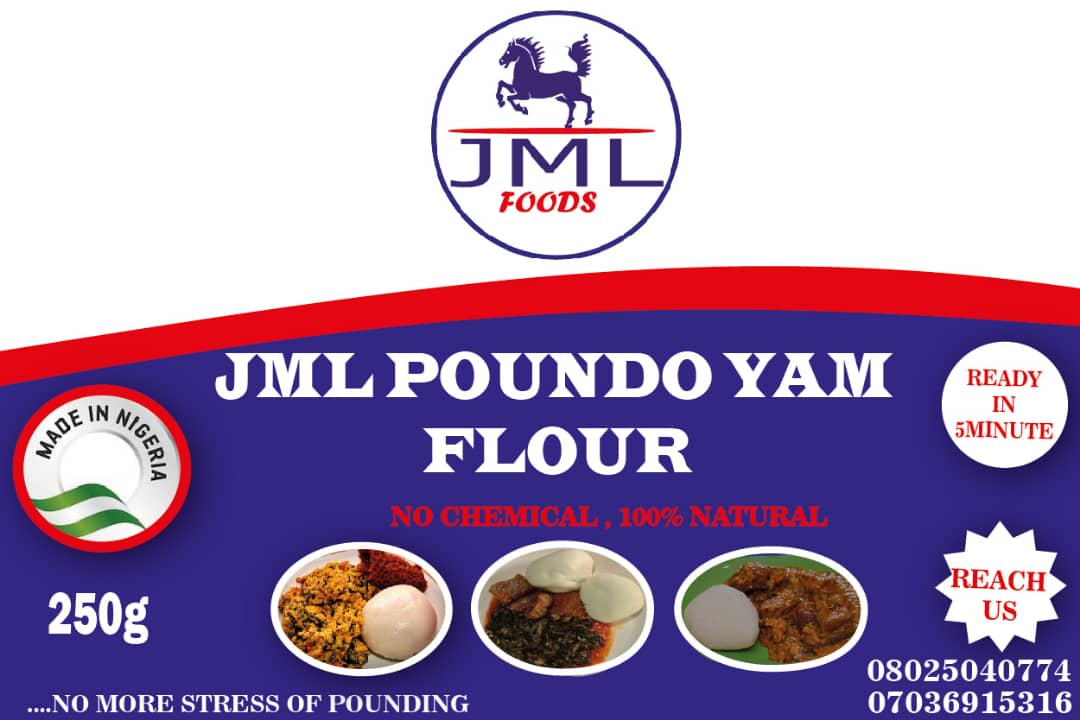 JML
FOODS
JML POUNDO YAM
FLOUR
MADE IN NIGERIA
READY
IN
5MINUTE
NO CHEMICAL , 100% NATURAL
250g
REACH
US
08025040774
07036915316
....NO MORE STRESS OF POUNDING